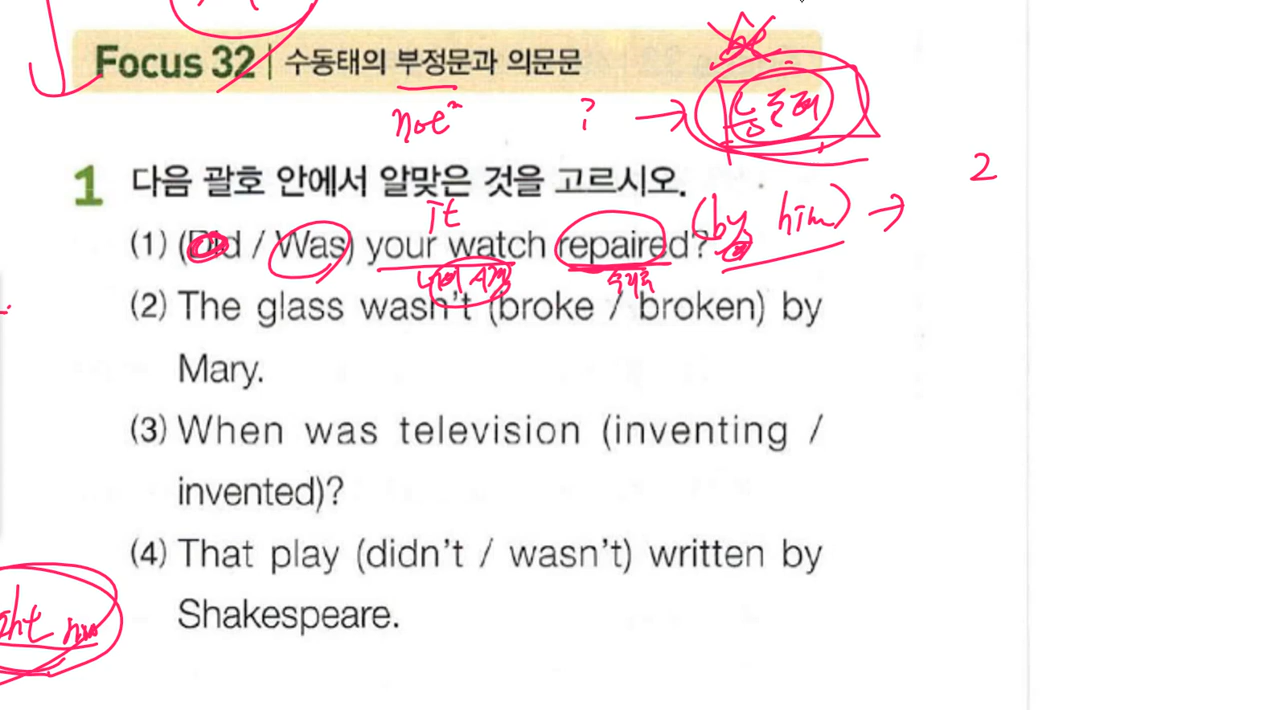 Focus 32 | 수동태의 부정문과 의문문
not ? → 능동태
2
1 다음 괄호 안에서 알맞은 것을 고르시오.
it (by him) →
(1) (Did / Was) your watch repaired?
너의 시계
(2) The glass wasn't (broke / broken) by
Mary.
(3) When was television (inventing /
invented)?
(4) That play (didn't / wasn't) written by
Shakespeare.